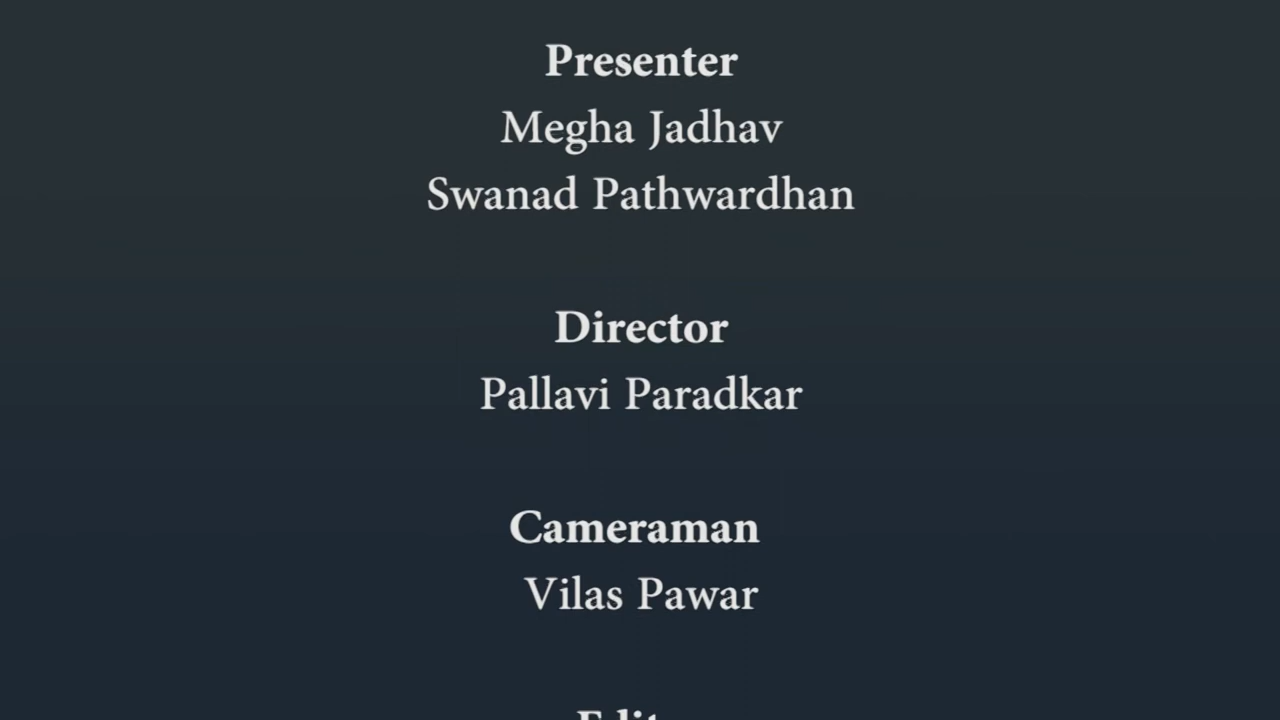 Presenter
Megha Jadhav
Swanad Pathwardhan
Director
Pallavi Paradkar
Cameraman
Vilas Pawar